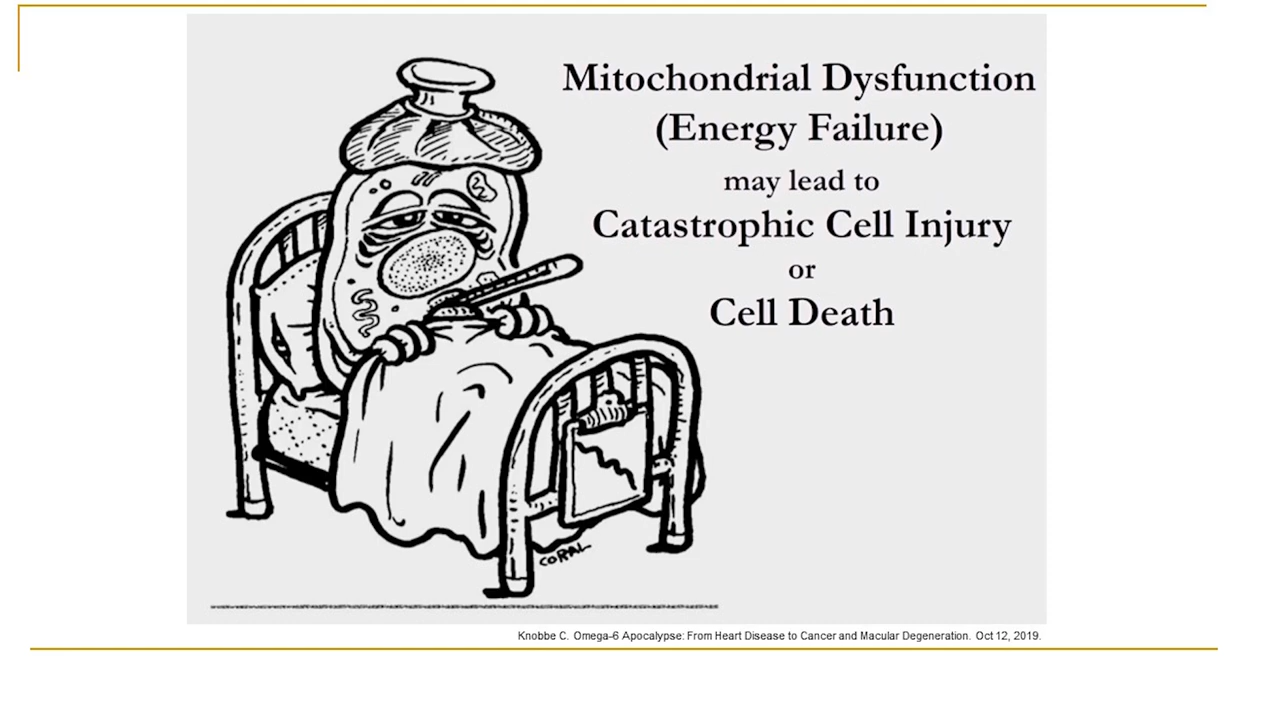 Mitochondrial Dysfunction
(Energy Failure)
may lead to
Catastrophic Cell Injury
or
Cell Death
CORAL
Knobbe C. Omega-6 Apocalypse: From Heart Disease to Cancer and Macular Degeneration. Oct 12, 2019.